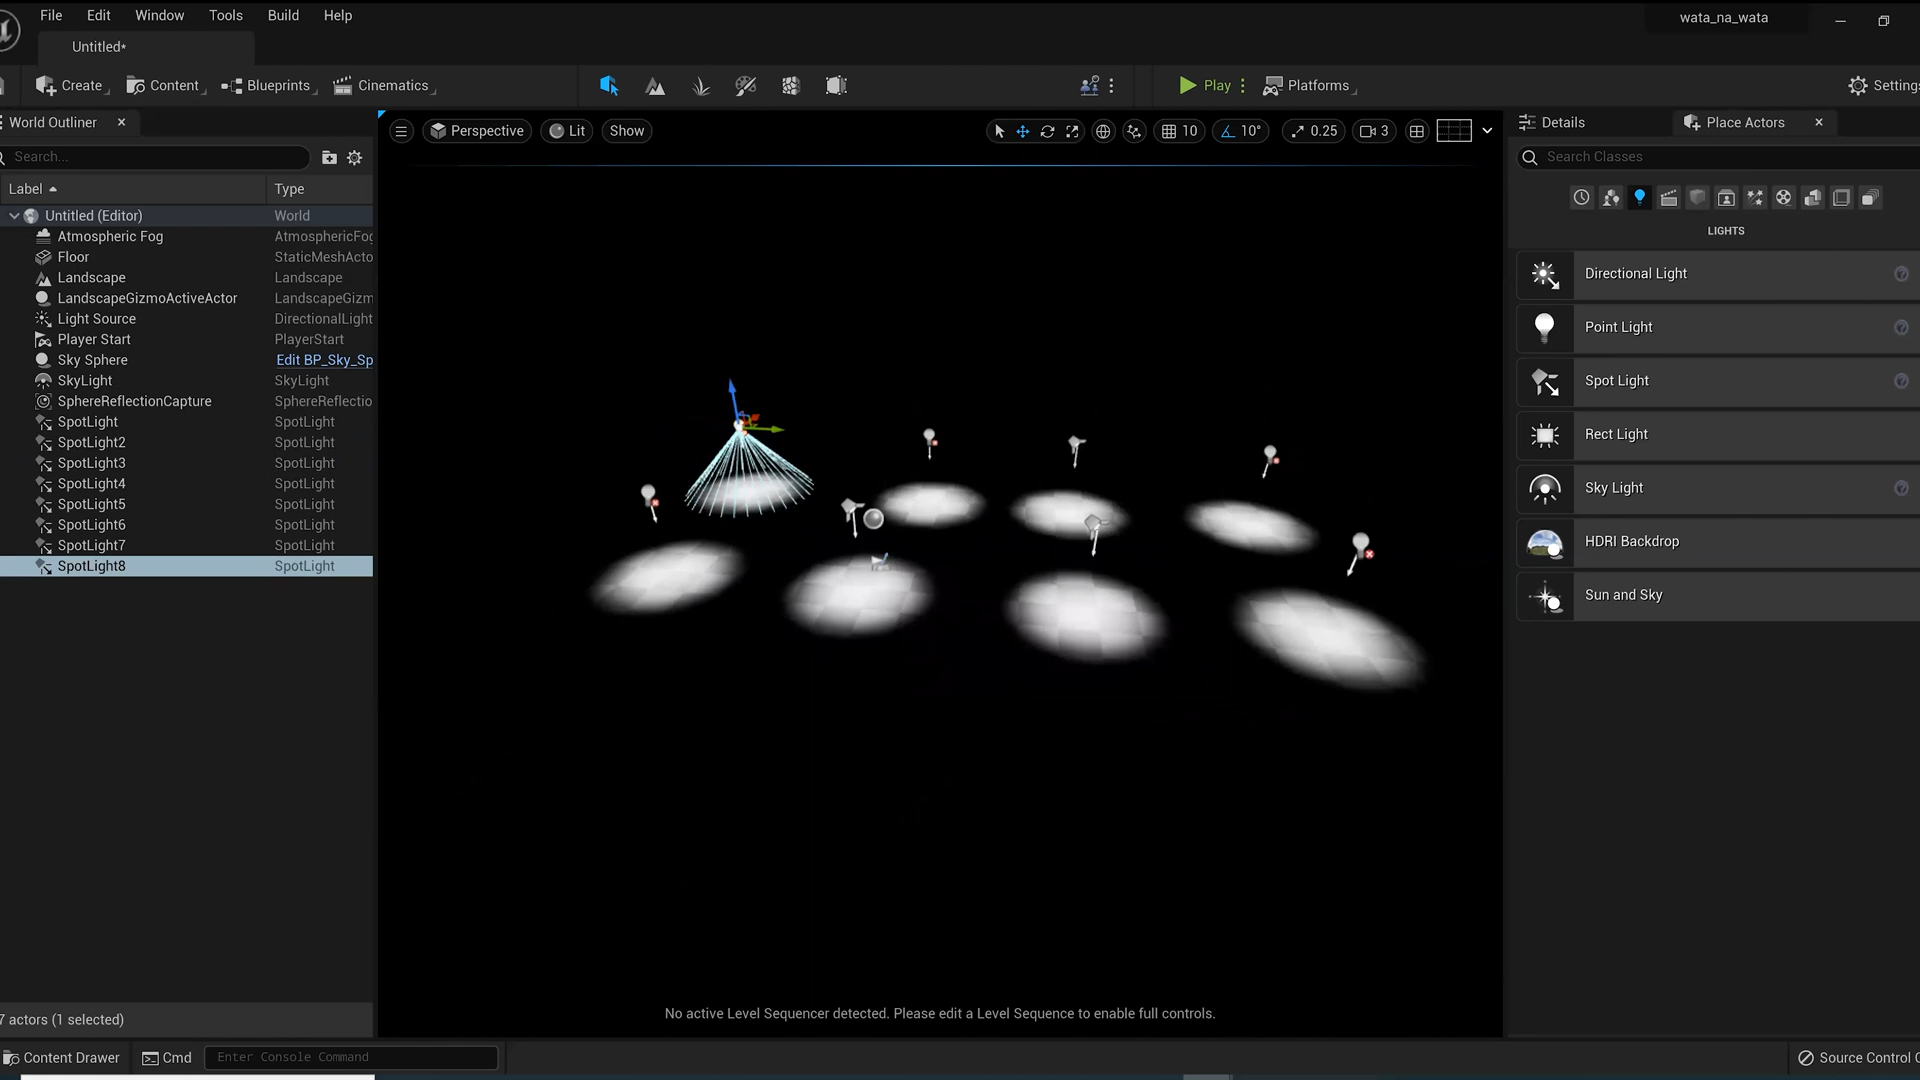 File Edit Window Tools Build Help
wata_na_wata
Untitled*
Create Content Blueprints Cinematics Play Platforms Settings
World Outliner
Perspective Lit Show 10 10° 0.25 3
Details Place Actors
Search...
Search Classes
Label Type
LIGHTS
Untitled (Editor) World
Atmospheric Fog AtmosphericFog
Floor StaticMeshActo
Landscape Landscape
LandscapeGizmoActiveActor LandscapeGizm
Light Source DirectionalLight
Player Start PlayerStart
Sky Sphere Edit BP_Sky_Sp
SkyLight SkyLight
SphereReflectionCapture SphereReflectio
SpotLight SpotLight
SpotLight2 SpotLight
SpotLight3 SpotLight
SpotLight4 SpotLight
SpotLight5 SpotLight
SpotLight6 SpotLight
SpotLight7 SpotLight
SpotLight8 SpotLight
Directional Light
Point Light
Spot Light
Rect Light
Sky Light
HDRI Backdrop
Sun and Sky
No active Level Sequencer detected. Please edit a Level Sequence to enable full controls.
7 actors (1 selected)
Content Drawer Cmd Enter Console Command
Source Control O